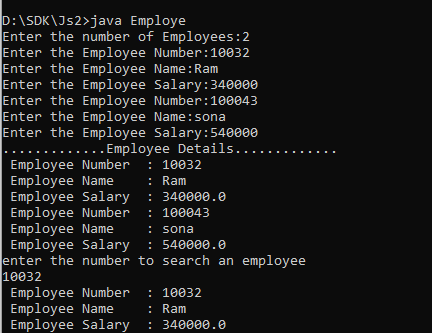 D:\SDK\Js2>java Employe
Enter the number of Employees:2
Enter the Employee Number:10032
Enter the Employee Name:Ram
Enter the Employee Salary:340000
Enter the Employee Number:100043
Enter the Employee Name:sona
Enter the Employee Salary:540000
.............Employee Details.............
 Employee Number  : 10032
 Employee Name    : Ram
 Employee Salary  : 340000.0
 Employee Number  : 100043
 Employee Name    : sona
 Employee Salary  : 540000.0
enter the number to search an employee
10032
 Employee Number  : 10032
 Employee Name    : Ram
 Employee Salary  : 340000.0